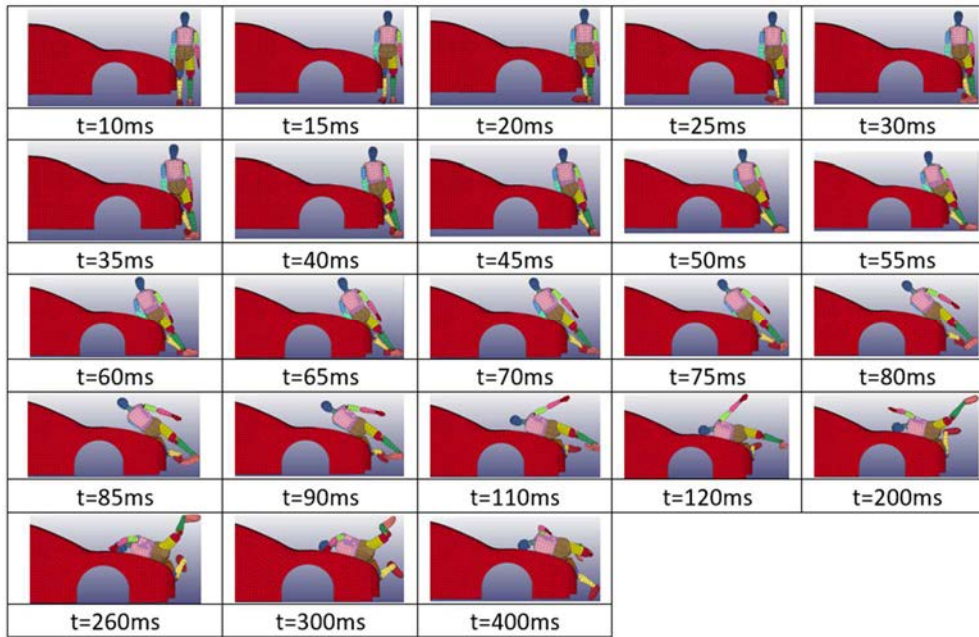 t=10ms t=15ms t=20ms t=25ms t=30ms
t=35ms t=40ms t=45ms t=50ms t=55ms
t=60ms t=65ms t=70ms t=75ms t=80ms
t=85ms t=90ms t=110ms t=120ms t=200ms
t=260ms t=300ms t=400ms